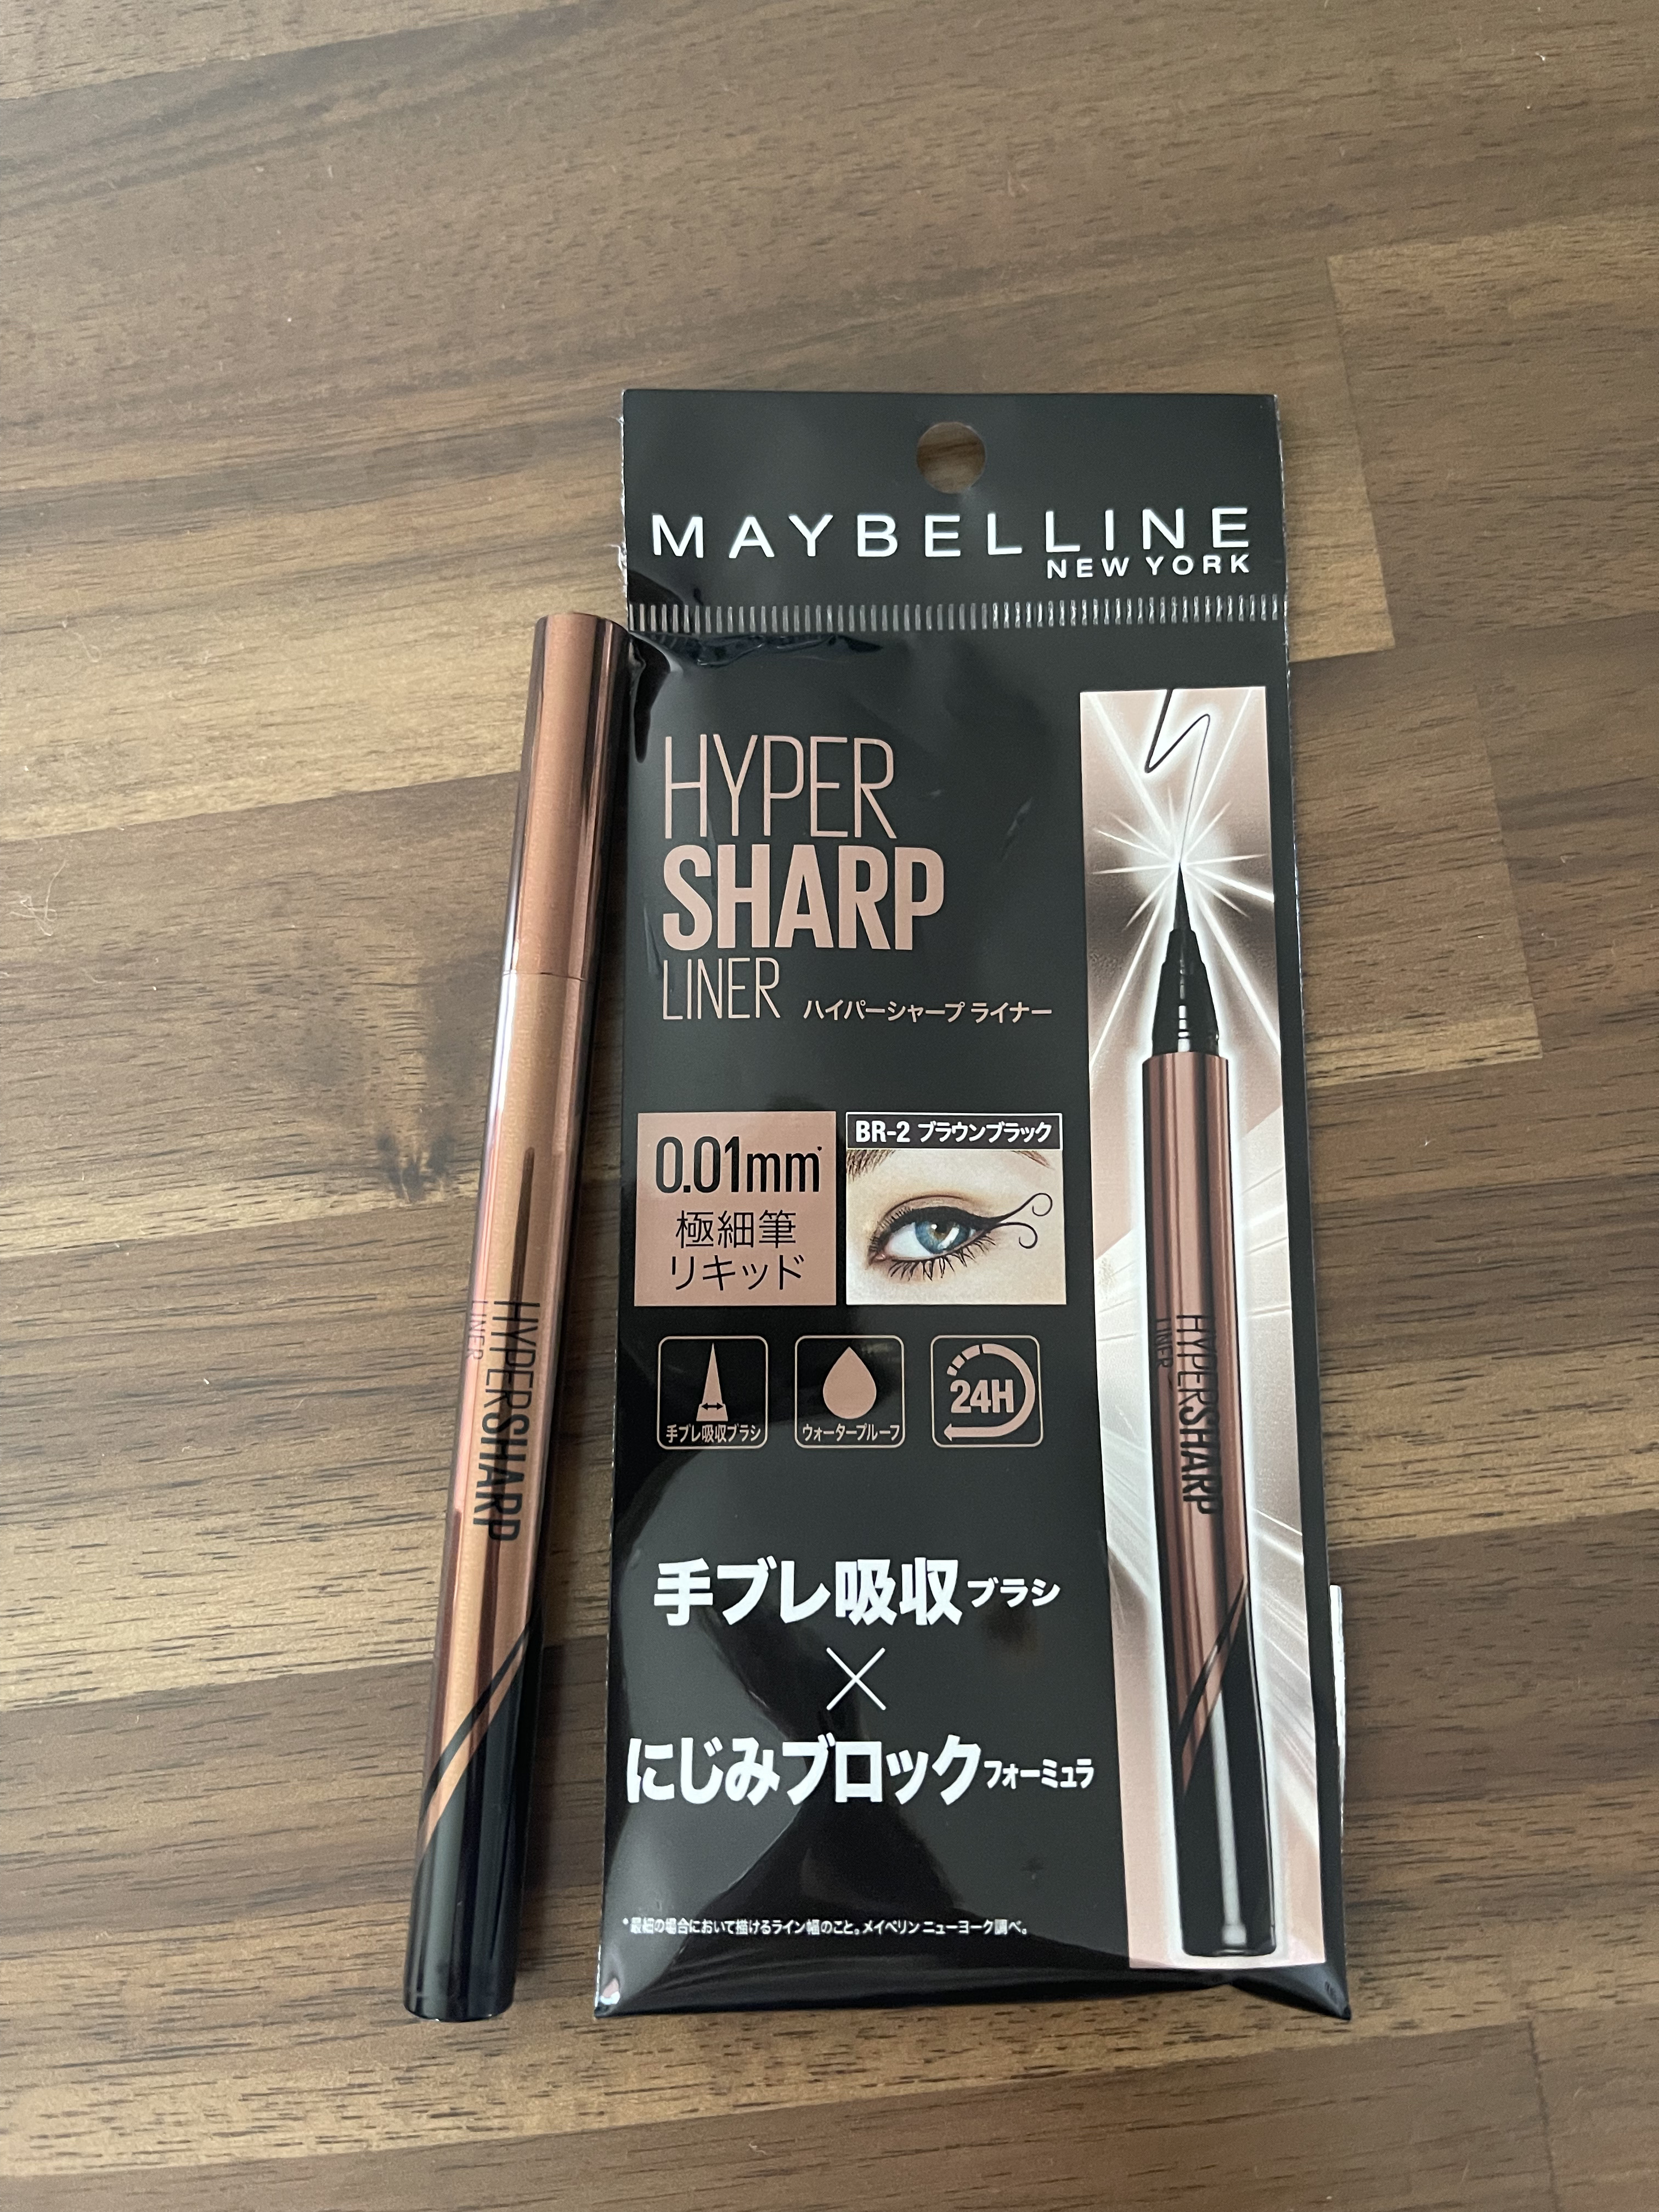 MAYBELLINE
NEW YORK
HYPER
SHARP
LINER ハイパーシャープ ライナー
0.01mm*
極細筆
リキッド
BR-2 ブラウンブラック
手ブレ吸収ブラシ
ウォータープルーフ
24H
手ブレ吸収ブラシ
×
にじみブロックフォーミュラ
*最細の場合において描けるライン幅のこと。メイベリン ニューヨーク調べ。
HYPERSHARP
LINER
HYPERSHARP
LINER